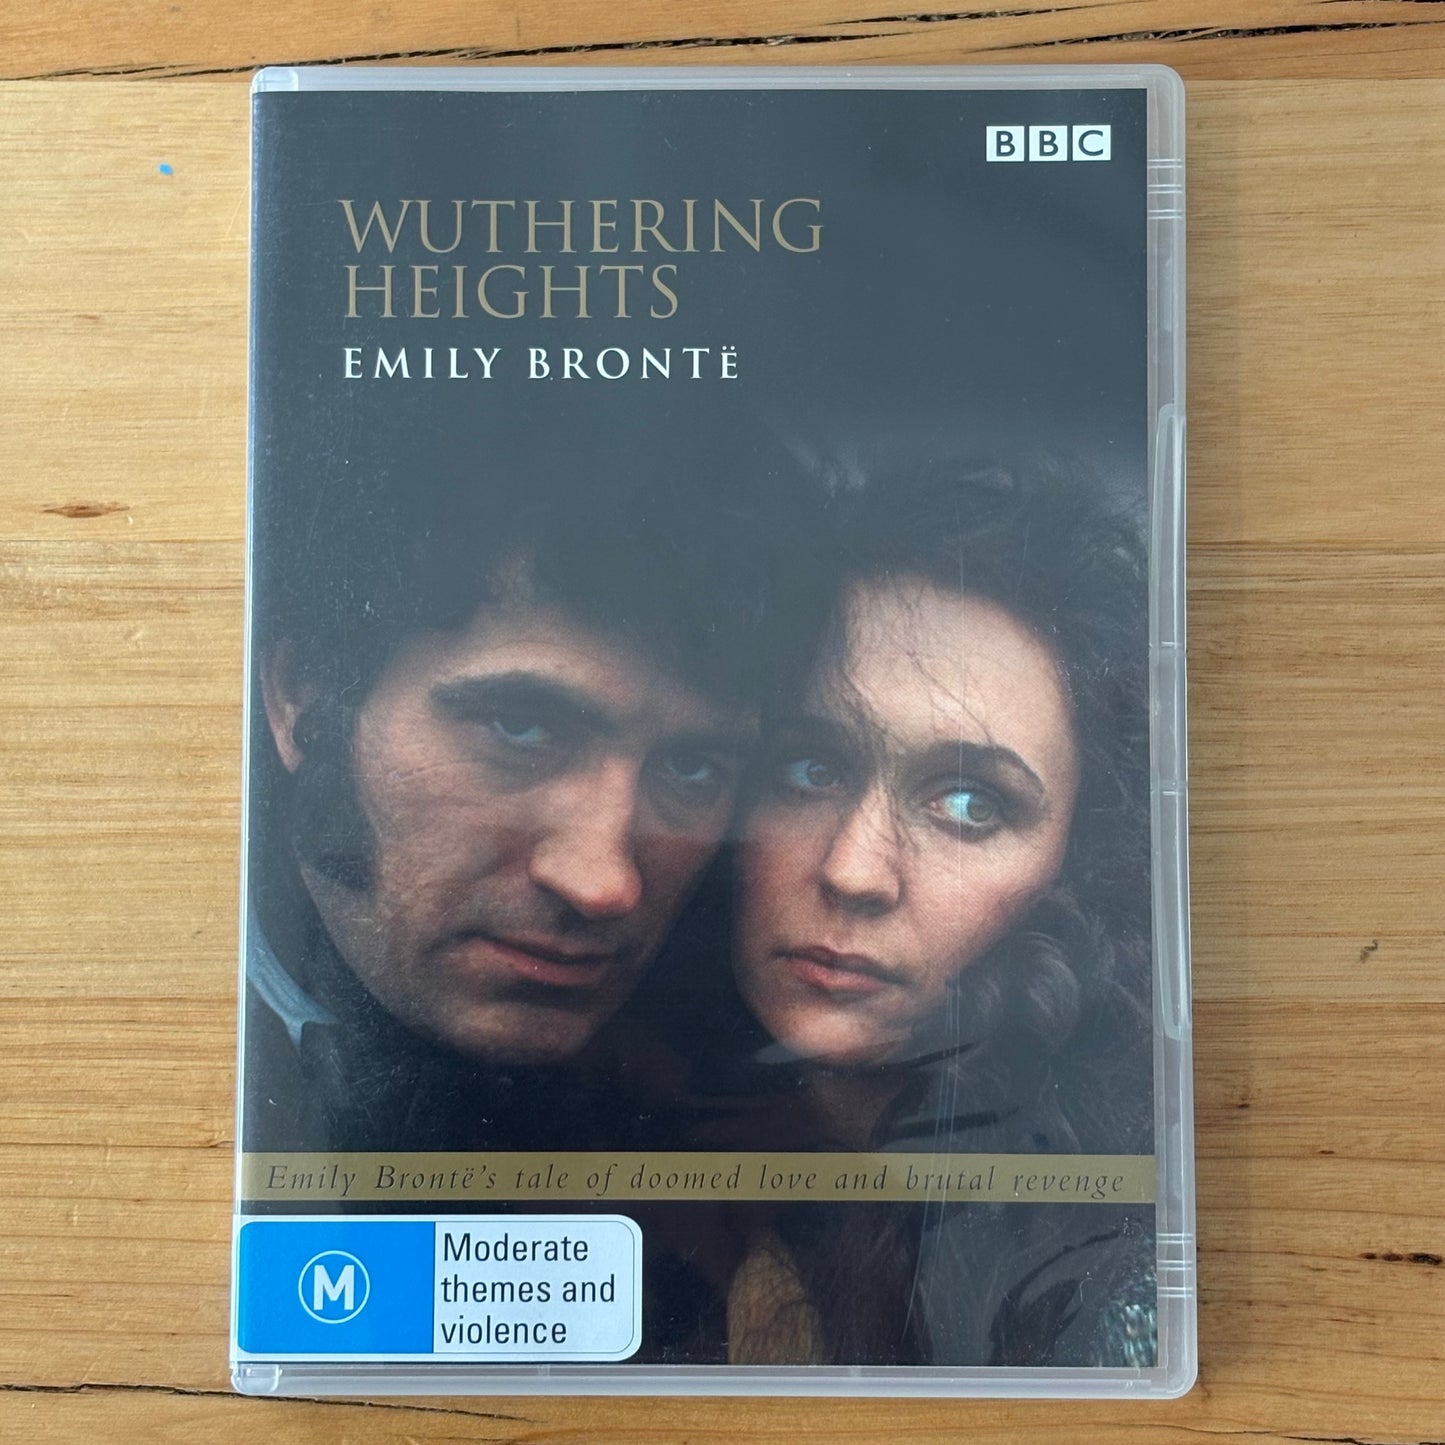 BBC
WUTHERING
HEIGHTS
EMILY BRONTË
Emily Brontë's tale of doomed love and brutal revenge
M
Moderate
themes and
violence